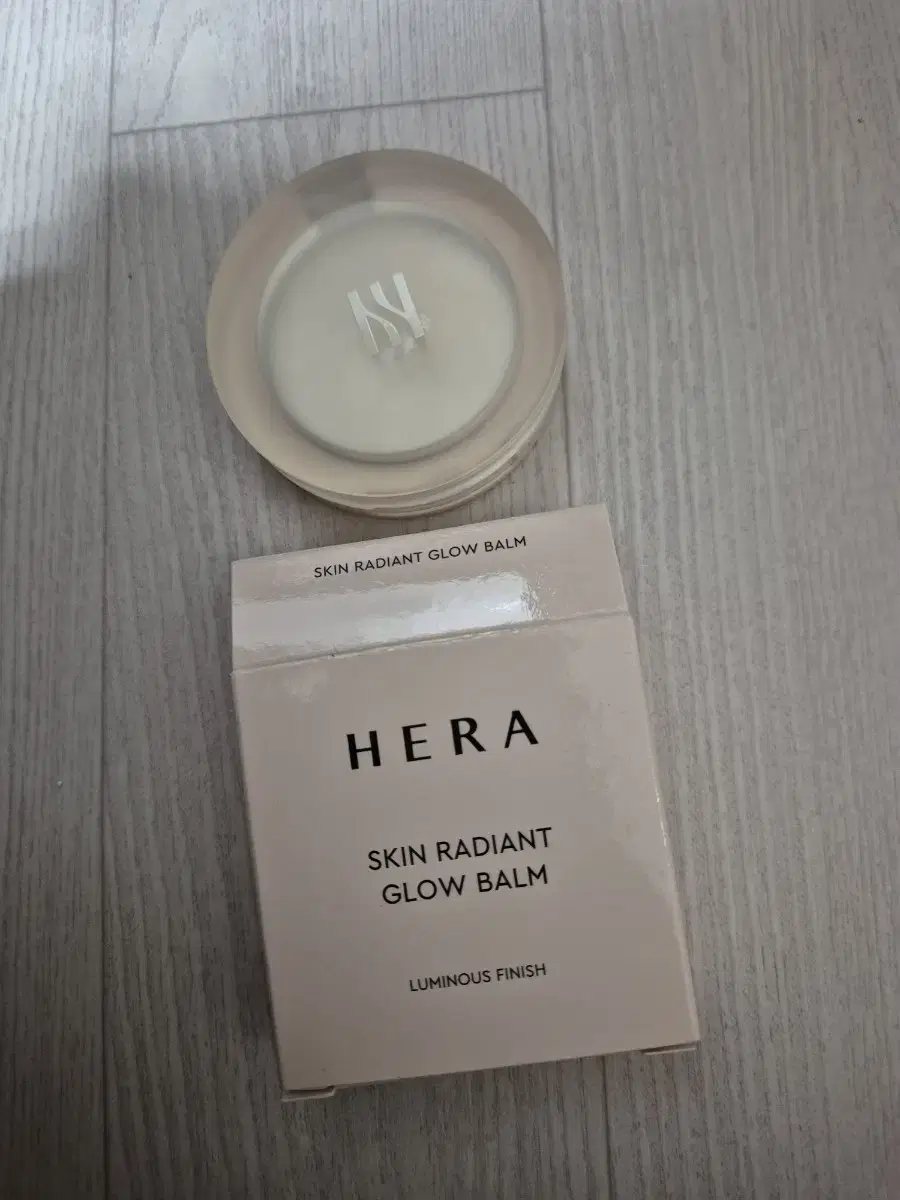 SKIN RADIANT GLOW BALM
HERA
SKIN RADIANT
GLOW BALM
LUMINOUS FINISH